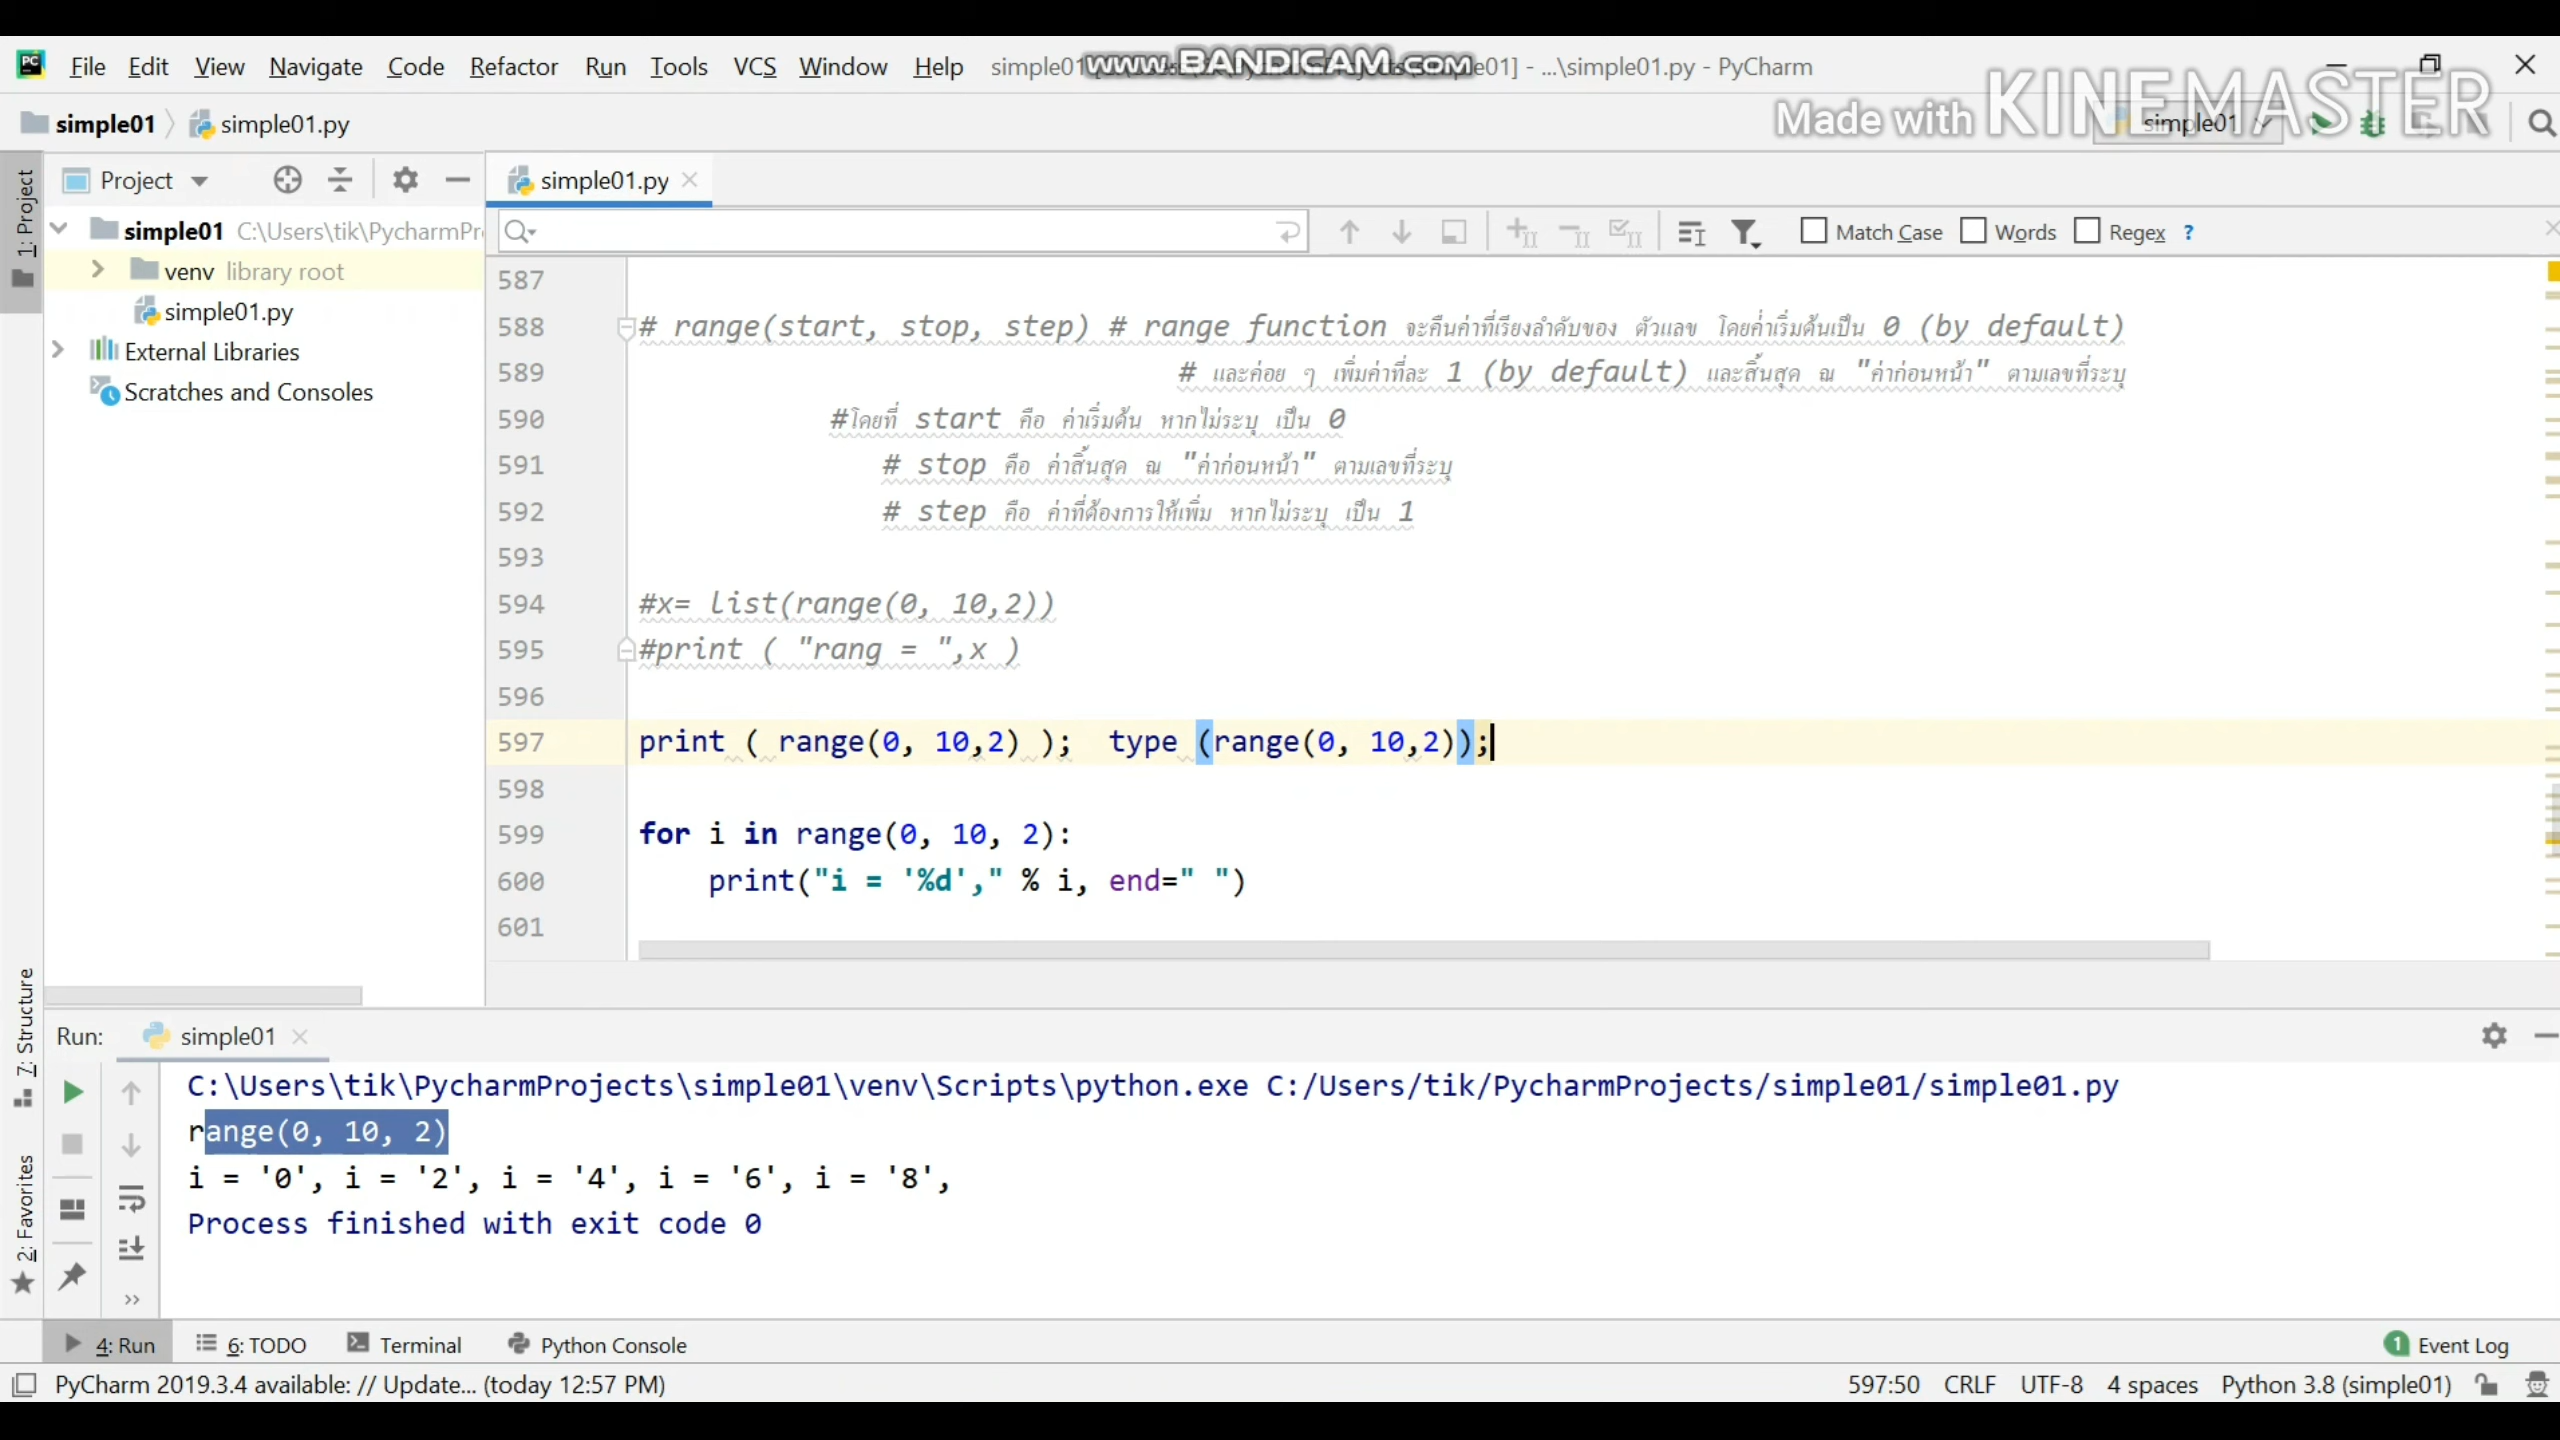 File Edit View Navigate Code Refactor Run Tools VCS Window Help simple01 simple01] - ...\simple01.py - PyCharm
www.BANDICAM.com
Made with KINEMASTER
simple01 simple01.py simple01
1: Project
Project
simple01.py
simple01 C:\Users\tik\PycharmPr
venv library root
simple01.py
External Libraries
Scratches and Consoles
Match Case Words Regex ?
587
588 # range(start, stop, step) # range function จะคืนค่าที่เรียงลำดับของ ตัวเลข โดยค่ำเริ่มต้นเป็น 0 (by default)
589 # และค่อย ๆ เพิ่มค่าที่ละ 1 (by default) และสิ้นสุด ณ "ค่าก่อนหน้า" ตามเลขที่ระบุ
590 #โดยที่ start คือ ค่ำเริ่มต้น หากไม่ระบุ เป็น 0
591 # stop คือ ค่ำสิ้นสุด ณ "ค่ำก่อนหน้า" ตามเลขที่ระบุ
592 # step คือ ค่ำที่ต้องการให้เพิ่ม หากไม่ระบุ เป็น 1
593
594 #x= list(range(0, 10,2))
595 #print ( "rang = ",x )
596
597 print ( range(0, 10,2) );  type (range(0, 10,2));
598
599 for i in range(0, 10, 2):
600     print("i = '%d'," % i, end=" ")
601
7: Structure
2: Favorites
Run: simple01
C:\Users\tik\PycharmProjects\simple01\venv\Scripts\python.exe C:/Users/tik/PycharmProjects/simple01/simple01.py
range(0, 10, 2)
i = '0', i = '2', i = '4', i = '6', i = '8',
Process finished with exit code 0
4: Run 6: TODO Terminal Python Console 1 Event Log
PyCharm 2019.3.4 available: // Update... (today 12:57 PM) 597:50 CRLF UTF-8 4 spaces Python 3.8 (simple01)